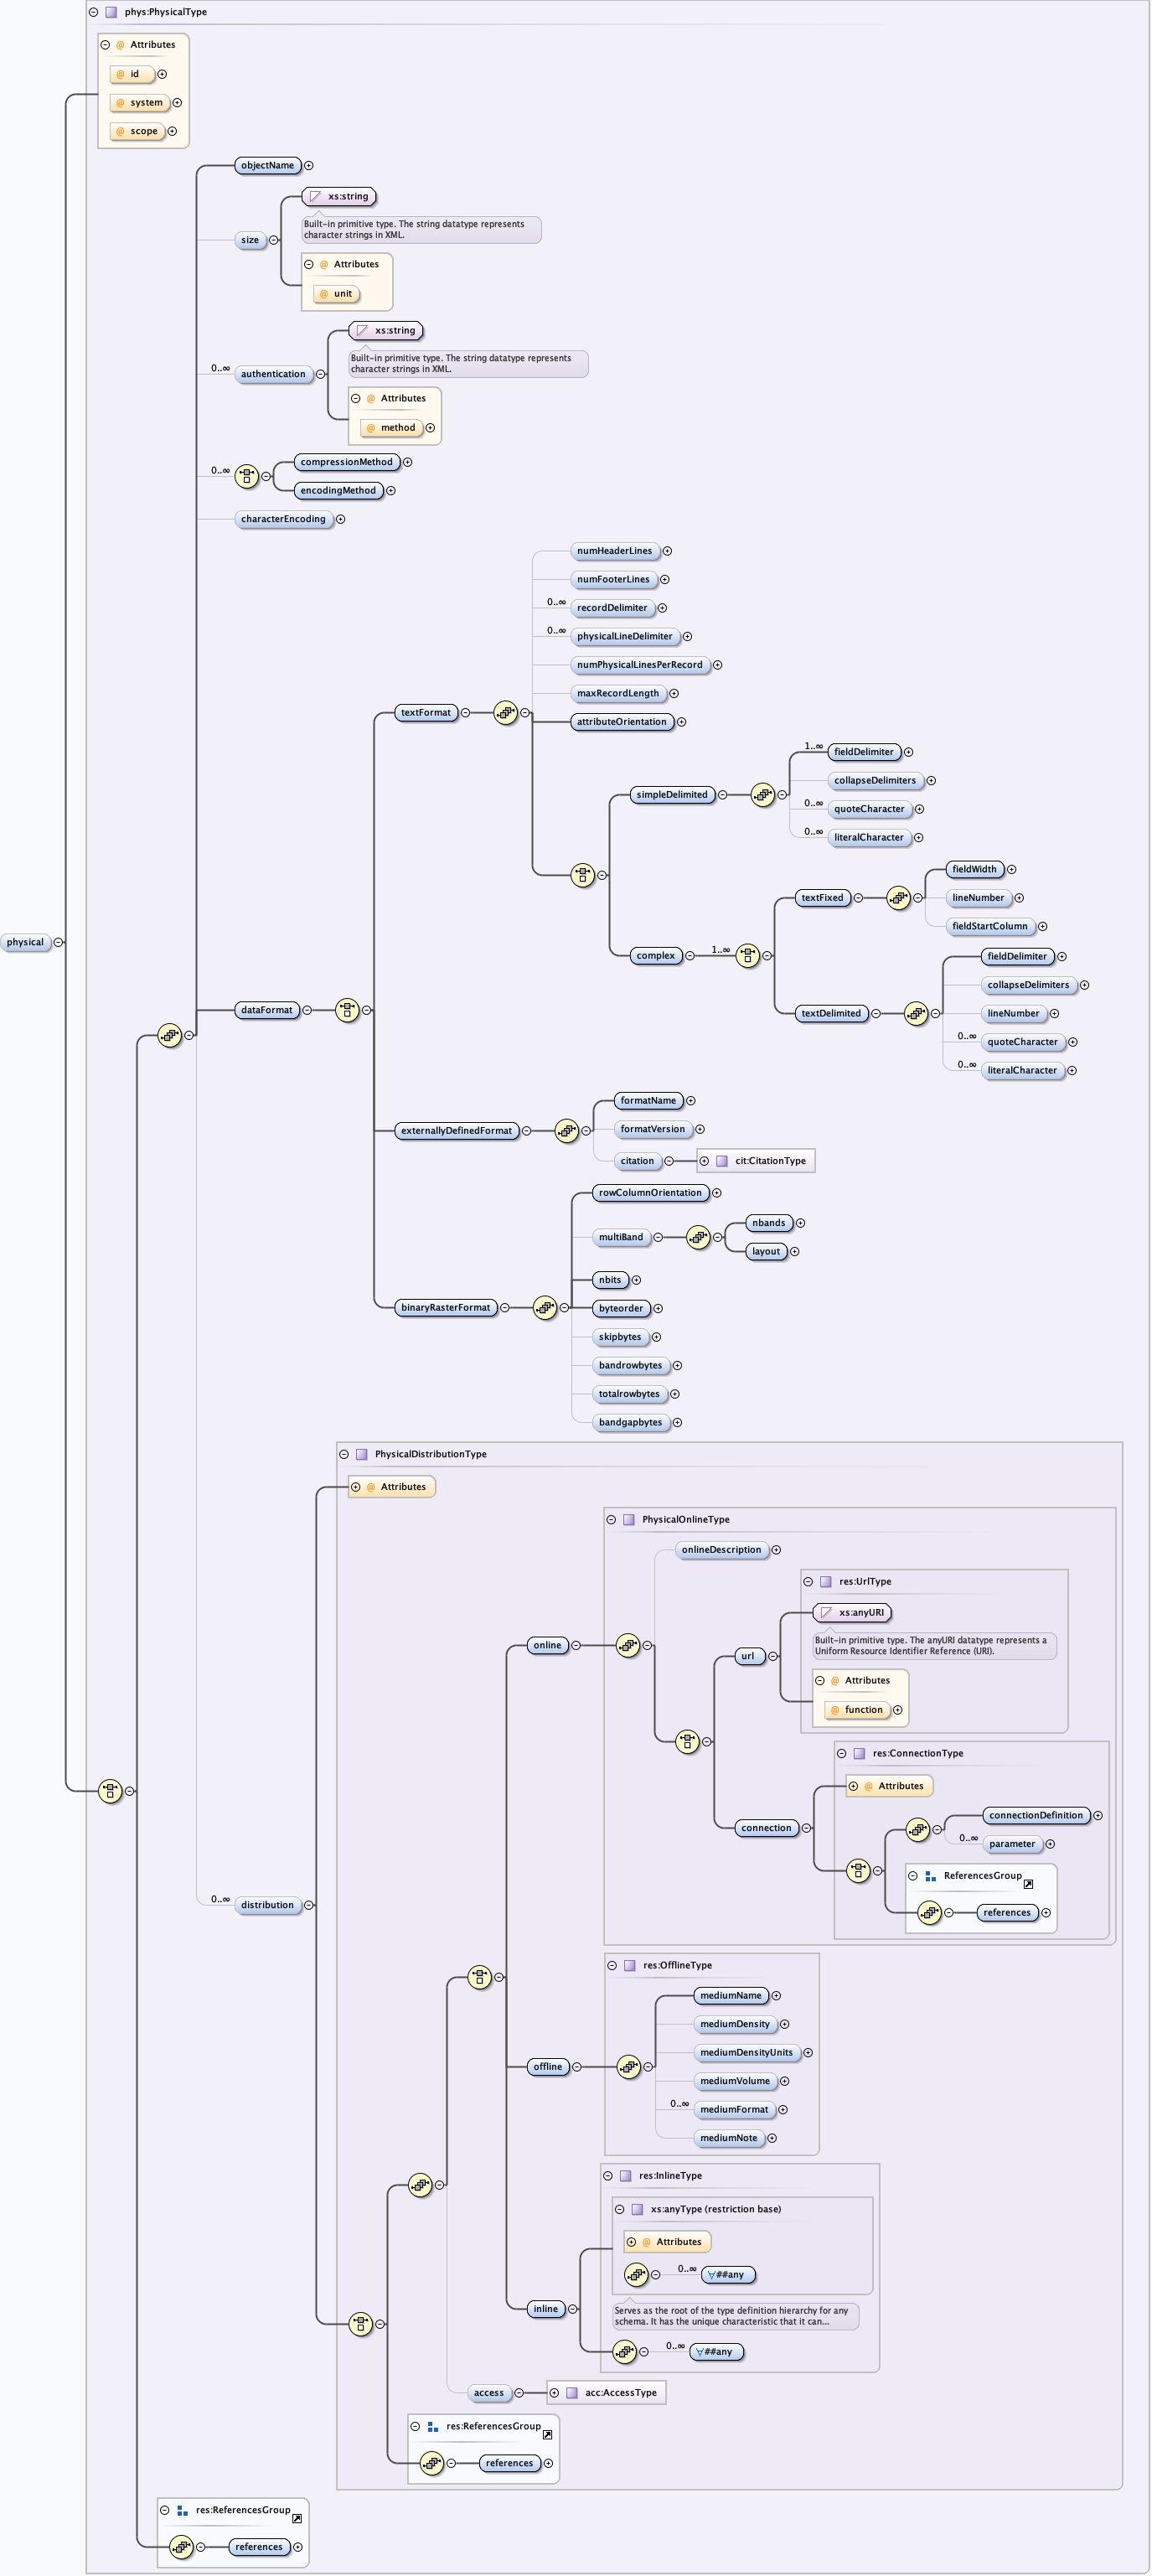 phys:PhysicalType
@ Attributes
@ id
@ system
@ scope
objectName
xs:string
Built-in primitive type. The string datatype represents
character strings in XML.
size
@ Attributes
@ unit
xs:string
Built-in primitive type. The string datatype represents
character strings in XML.
0..∞ authentication
@ Attributes
@ method
0..∞
compressionMethod
encodingMethod
characterEncoding
numHeaderLines
numFooterLines
0..∞ recordDelimiter
0..∞ physicalLineDelimiter
numPhysicalLinesPerRecord
maxRecordLength
textFormat
attributeOrientation
1..∞ fieldDelimiter
collapseDelimiters
simpleDelimited
0..∞ quoteCharacter
0..∞ literalCharacter
fieldWidth
textFixed
lineNumber
fieldStartColumn
physical
complex
1..∞
fieldDelimiter
collapseDelimiters
dataFormat
textDelimited
lineNumber
0..∞ quoteCharacter
0..∞ literalCharacter
formatName
externallyDefinedFormat
formatVersion
citation
cit:CitationType
rowColumnOrientation
multiBand
nbands
layout
nbits
binaryRasterFormat
byteorder
skipbytes
bandrowbytes
totalrowbytes
bandgapbytes
PhysicalDistributionType
@ Attributes
PhysicalOnlineType
onlineDescription
res:UrlType
xs:anyURI
Built-in primitive type. The anyURI datatype represents a
Uniform Resource Identifier Reference (URI).
online
url
@ Attributes
@ function
res:ConnectionType
@ Attributes
connection
connectionDefinition
0..∞ parameter
ReferencesGroup
references
0..∞ distribution
res:OfflineType
mediumName
mediumDensity
mediumDensityUnits
offline
mediumVolume
0..∞ mediumFormat
mediumNote
res:InlineType
xs:anyType (restriction base)
@ Attributes
0..∞ ∀##any
inline
Serves as the root of the type definition hierarchy for any
schema. It has the unique characteristic that it can...
0..∞ ∀##any
access
acc:AccessType
res:ReferencesGroup
references
res:ReferencesGroup
references